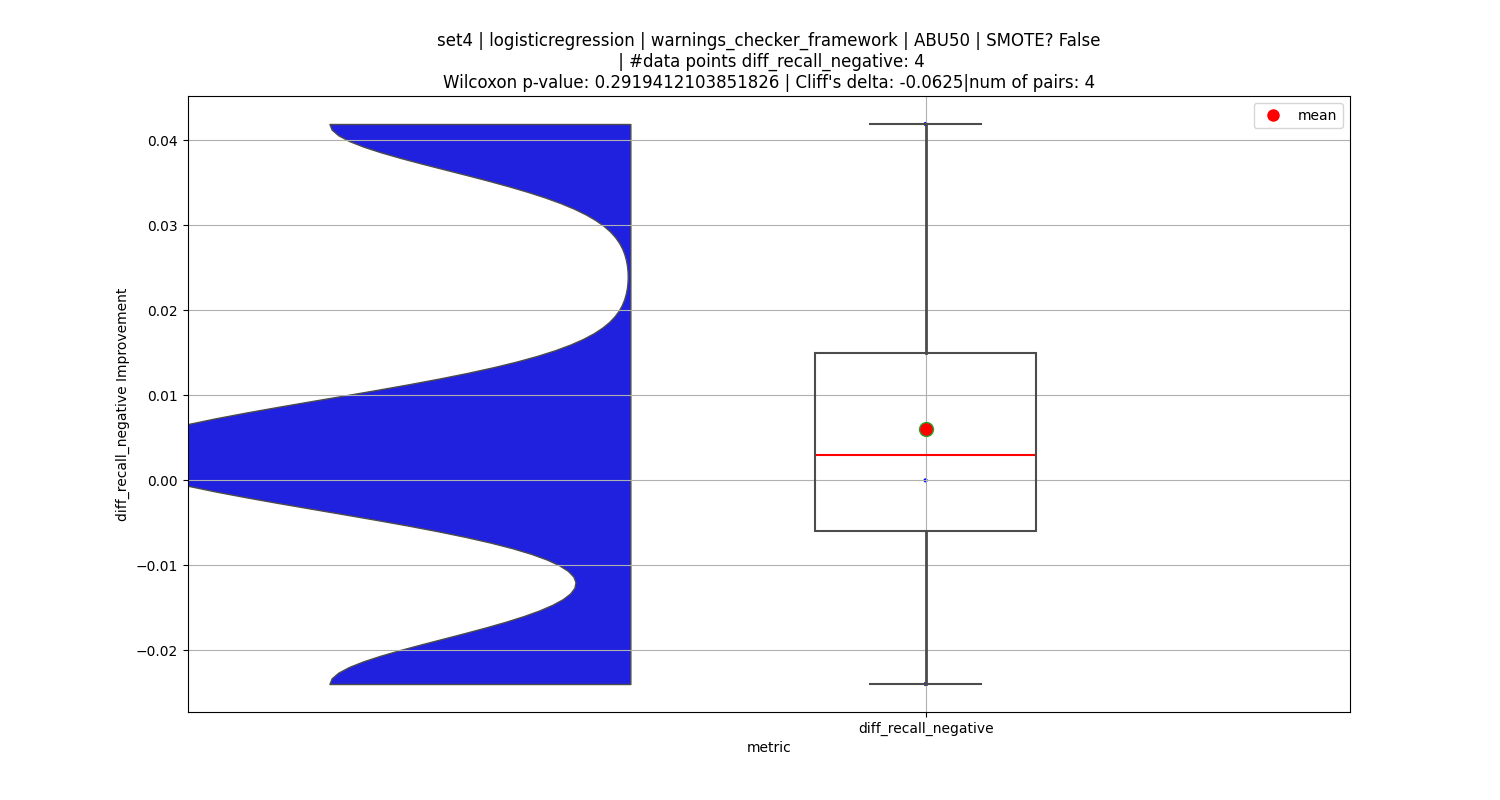 set4 | logisticregression | warnings_checker_framework | ABU50 | SMOTE? False
| #data points diff_recall_negative: 4
Wilcoxon p-value: 0.2919412103851826 | Cliff's delta: -0.0625|num of pairs: 4
mean
0.04
0.03
0.02
0.01
0.00
−0.01
−0.02
diff_recall_negative Improvement
diff_recall_negative
metric